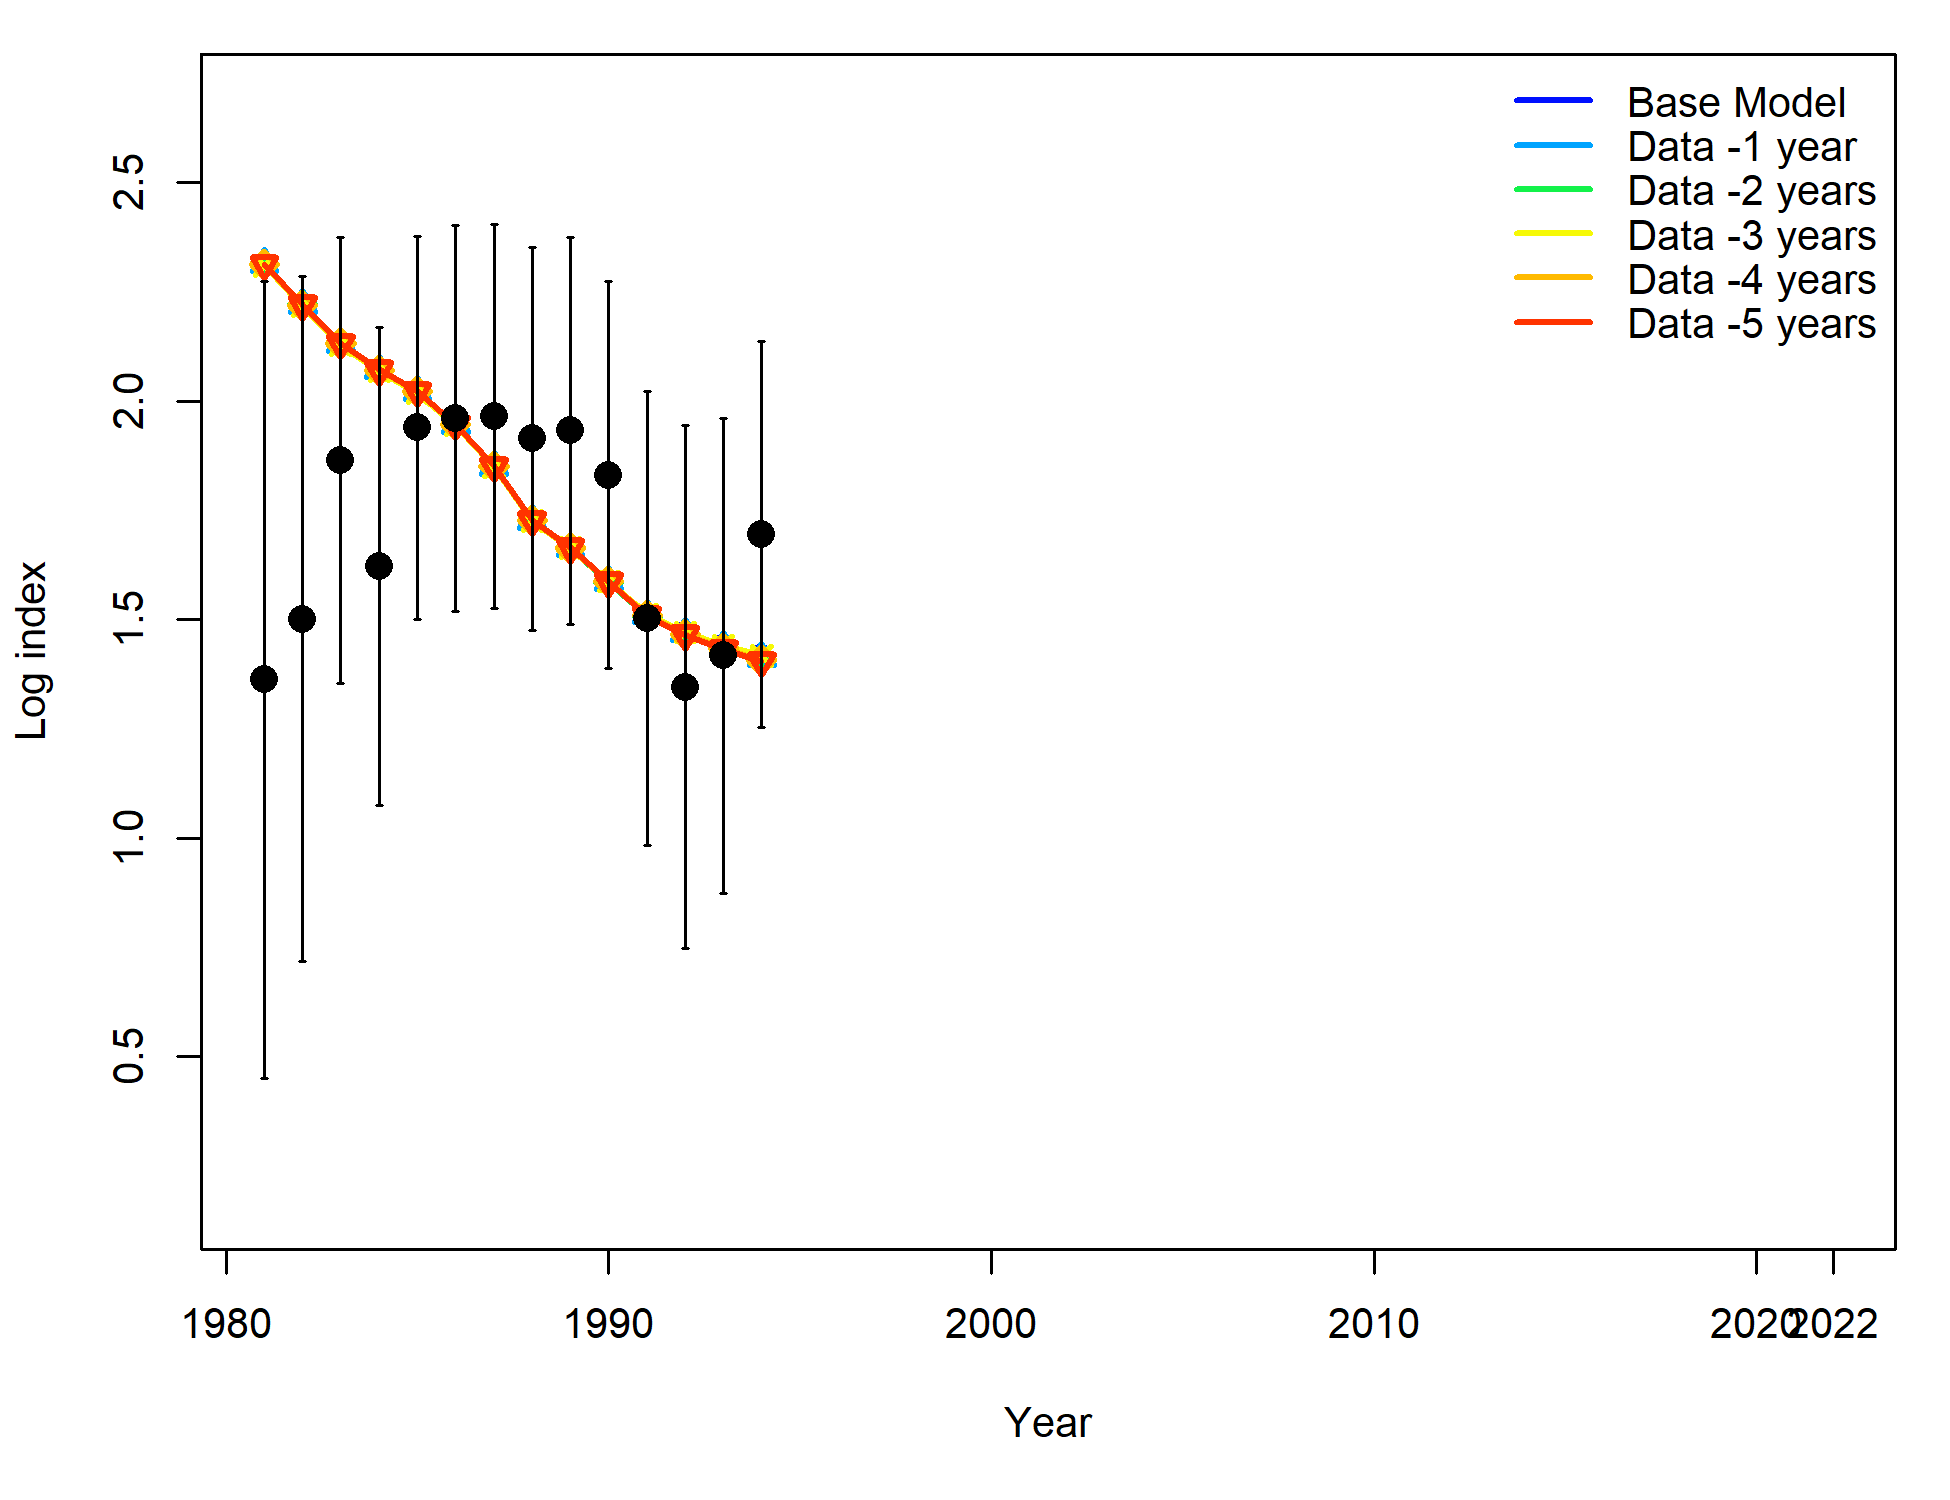 Base Model
Data -1 year
Data -2 years
Data -3 years
Data -4 years
Data -5 years
2.5
2.0
1.5
1.0
0.5
Log index
1980 1990 2000 2010 2020 2022
Year